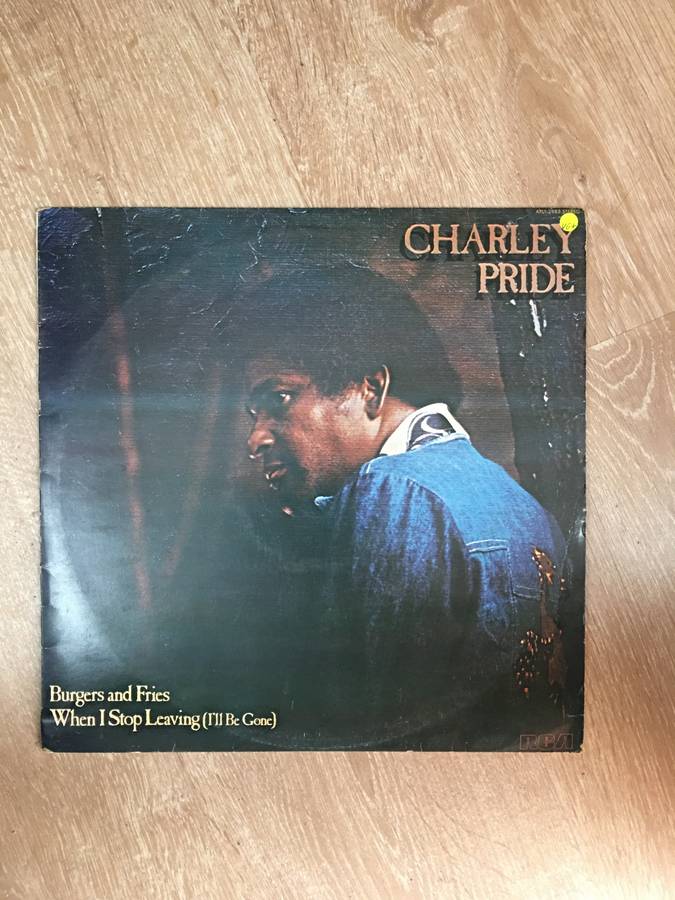 CHARLEY
PRIDE
Burgers and Fries
When I Stop Leaving (I'll Be Gone)
RCA